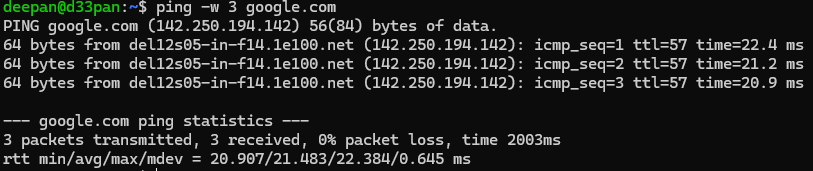 deepan@d33pan:~$ ping -w 3 google.com
PING google.com (142.250.194.142) 56(84) bytes of data.
64 bytes from del12s05-in-f14.1e100.net (142.250.194.142): icmp_seq=1 ttl=57 time=22.4 ms
64 bytes from del12s05-in-f14.1e100.net (142.250.194.142): icmp_seq=2 ttl=57 time=21.2 ms
64 bytes from del12s05-in-f14.1e100.net (142.250.194.142): icmp_seq=3 ttl=57 time=20.9 ms

--- google.com ping statistics ---
3 packets transmitted, 3 received, 0% packet loss, time 2003ms
rtt min/avg/max/mdev = 20.907/21.483/22.384/0.645 ms